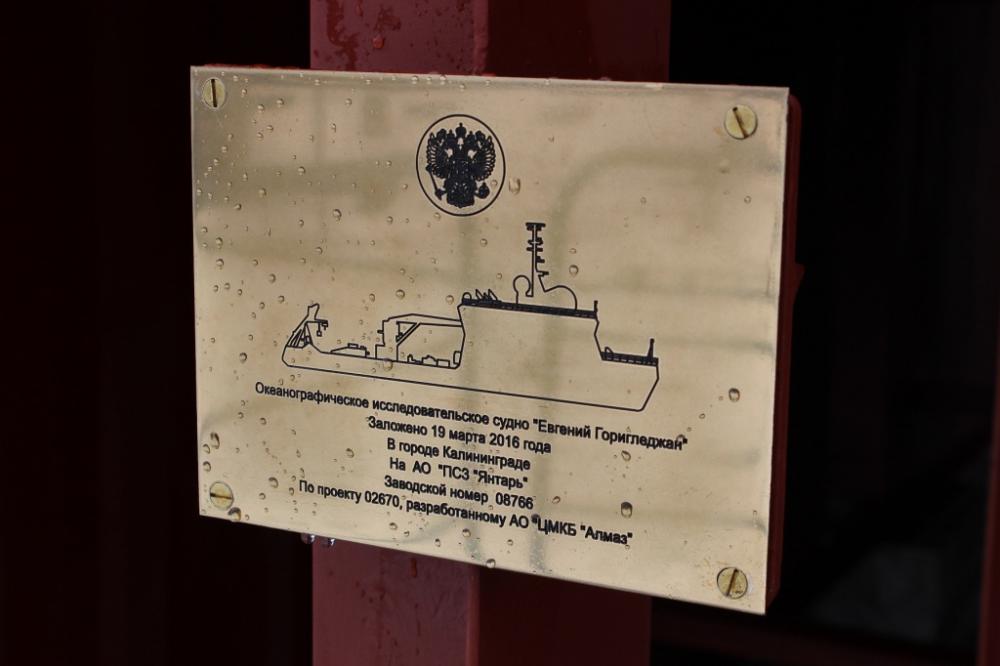 Океанографическое исследовательское судно "Евгений Горигледжан"
Заложено 19 марта 2016 года
В городе Калининграде
На АО "ПСЗ "Янтарь"
Заводской номер 08766
По проекту 02670, разработанному АО "ЦМКБ "Алмаз"